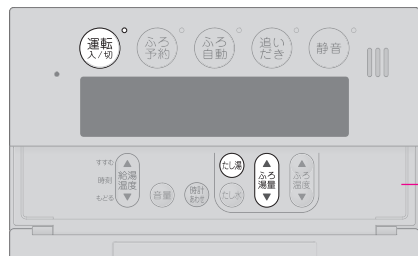 運転
入/切
ふろ
予約
ふろ
自動
追い
だき
静音
すすむ
時刻
もどる
▲
給湯
温度
▼
音量
時計
あわせ
たし湯
たし水
▲
ふろ
湯量
▼
▲
ふろ
温度
▼